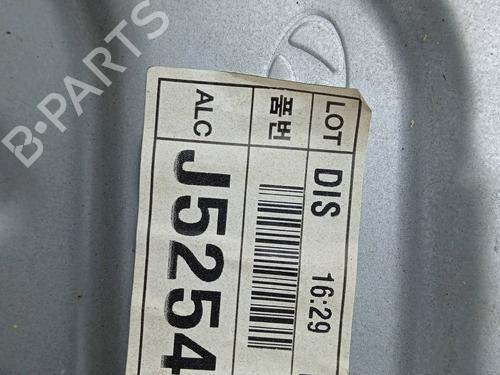 LOT DIS 16:29
품번
ALC J5254
B-PARTS